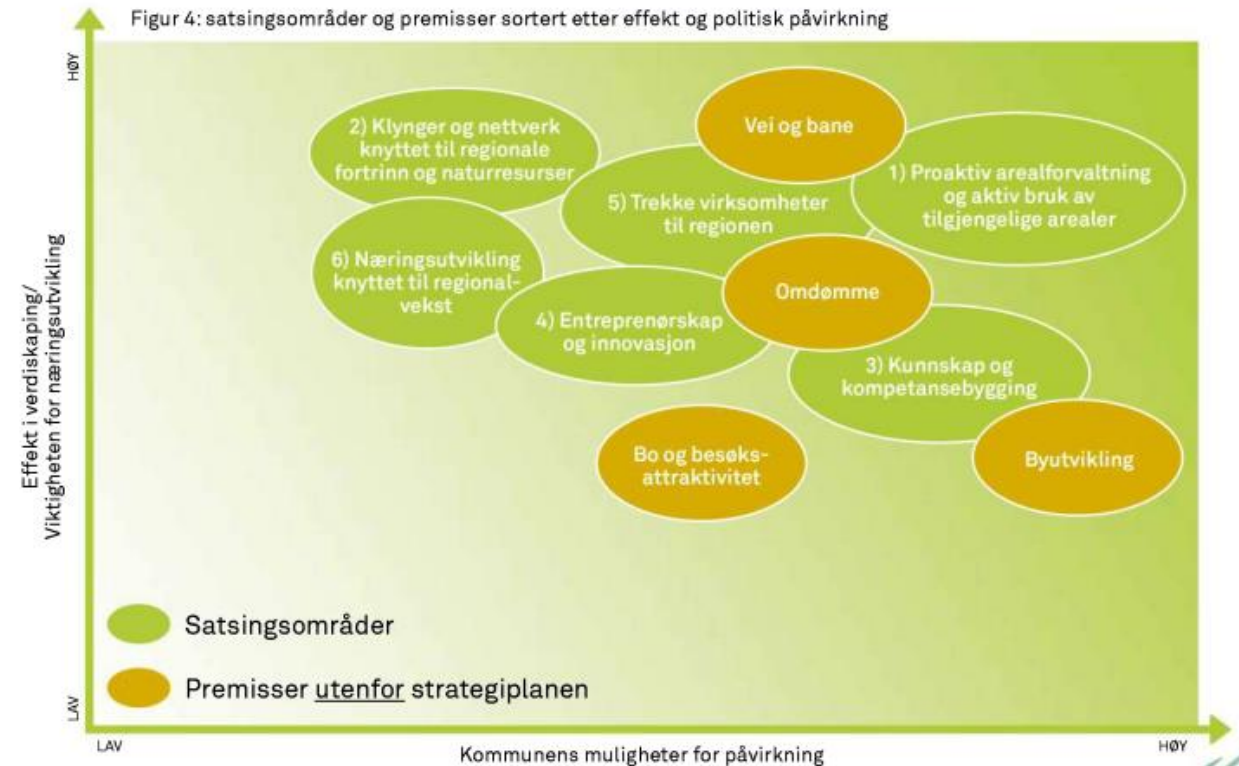 Figur 4: satsingsområder og premisser sortert etter effekt og politisk påvirkning
HØY
Effekt i verdiskaping/
Viktigheten for næringsutvikling
LAV
Vei og bane
2) Klynger og nettverk
knyttet til regionale
fortrinn og naturresurser
1) Proaktiv arealforvaltning
og aktiv bruk av
tilgjengelige arealer
5) Trekke virksomheter
til regionen
6) Næringsutvikling
knyttet til regional-
vekst
Omdømme
4) Entreprenørskap
og innovasjon
3) Kunnskap og
kompetansebygging
Bo og besøks-
attraktivitet
Byutvikling
Satsingsområder
Premisser utenfor strategiplanen
LAV
Kommunens muligheter for påvirkning
HØY